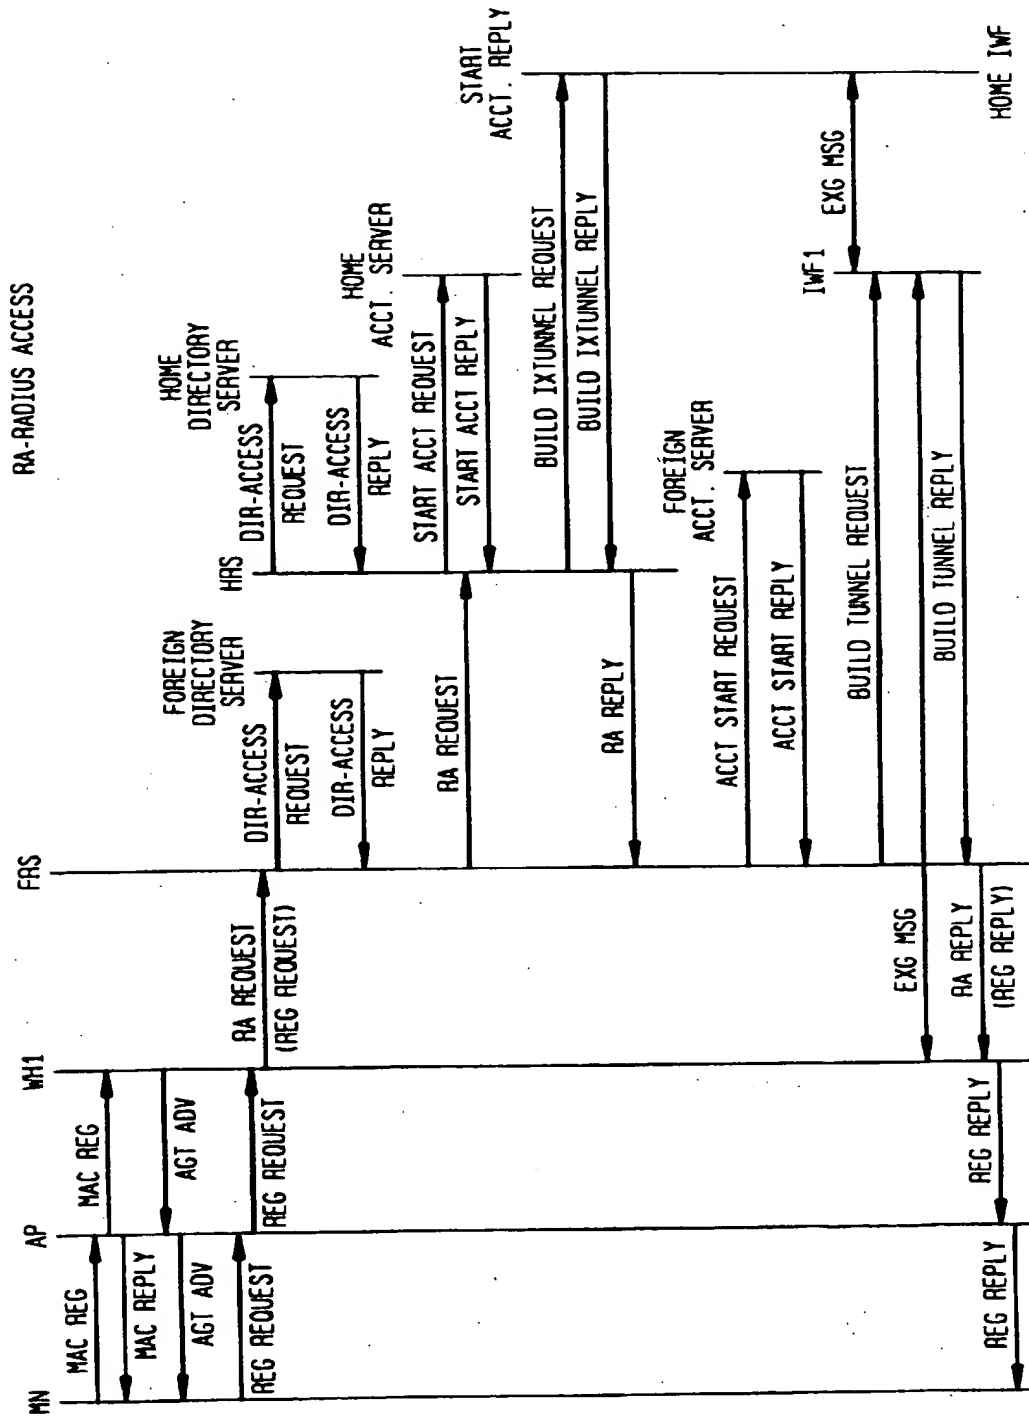 RA-RADIUS ACCESS
MN
AP
WH1
FRS
FOREIGN
DIRECTORY
SERVER
HRS
HOME
DIRECTORY
SERVER
HOME
ACCT. SERVER
START
ACCT. REPLY
MAC REG
MAC REG
MAC REPLY
AGT ADV
AGT ADV
REG REQUEST
REG REQUEST
RA REQUEST
(REG REQUEST)
DIR-ACCESS
REQUEST
DIR-ACCESS
REPLY
DIR-ACCESS
REQUEST
DIR-ACCESS
REPLY
RA REQUEST
START ACCT REQUEST
START ACCT REPLY
BUILD IXTUNNEL REQUEST
BUILD IXTUNNEL REPLY
RA REPLY
FOREIGN
ACCT. SERVER
ACCT START REQUEST
ACCT START REPLY
IWF1
BUILD TUNNEL REQUEST
EXG MSG
EXG MSG
BUILD TUNNEL REPLY
RA REPLY
(REG REPLY)
REG REPLY
REG REPLY
HOME IWF